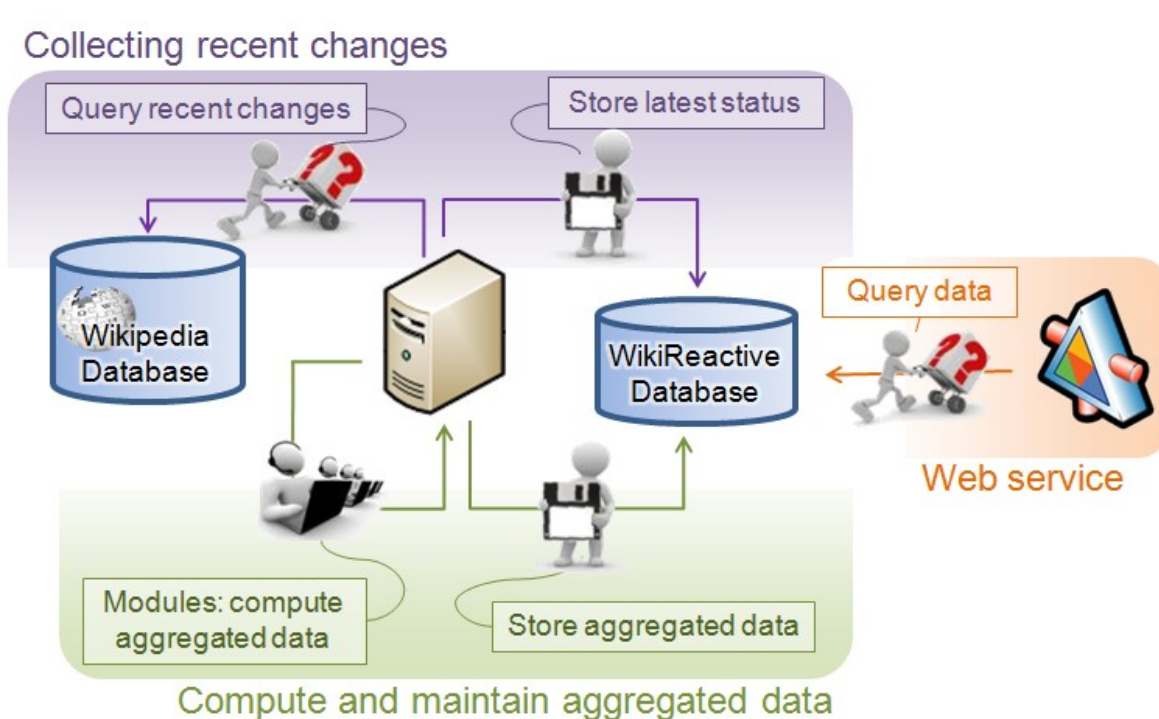 Collecting recent changes
Query recent changes
Store latest status
??
Wikipedia
Database
WikiReactive
Database
Query data
??
Web service
Modules: compute
aggregated data
Store aggregated data
Compute and maintain aggregated data